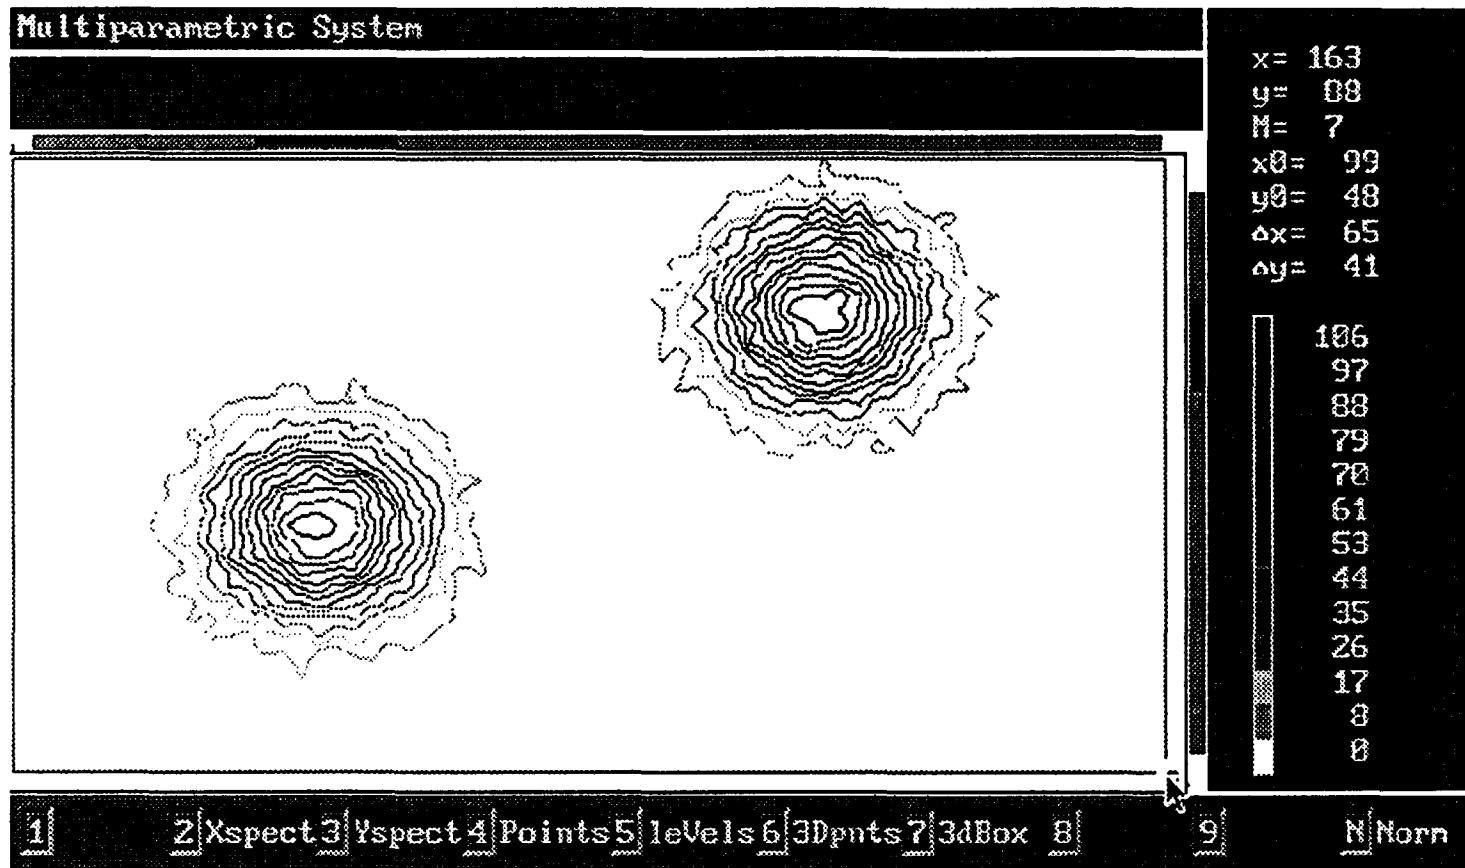 Multiparametric System
x= 163
y= 88
M= 7
x0= 99
y0= 48
Δx= 65
Δy= 41
106
97
88
79
70
61
53
44
35
26
17
8
0
1 2 Xspect 3 Yspect 4 Points 5 leVels 6 3Dpnts 7 3dBox 8 9 N Norm